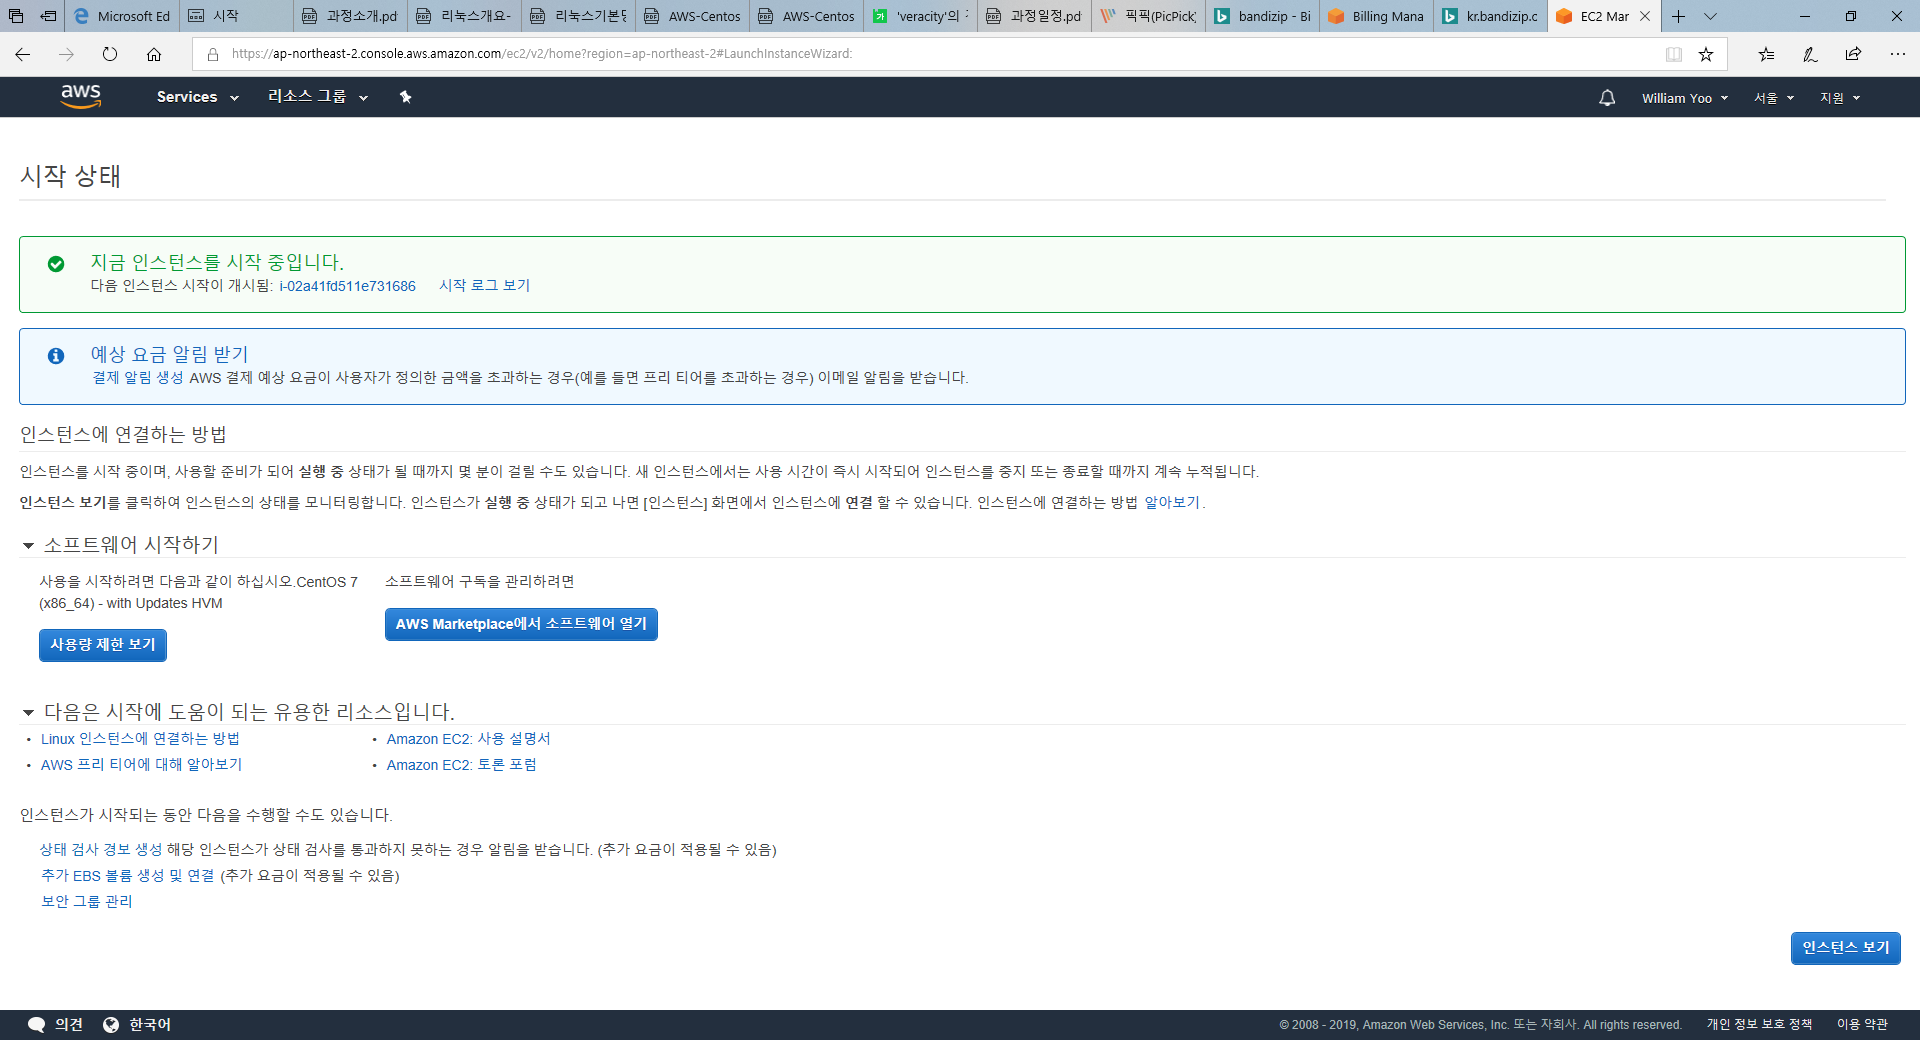 Microsoft Ed
시작
과정소개.pd
리눅스개요-
리눅스기본명
AWS-Centos
AWS-Centos
'veracity'의
과정일정.pd
픽픽(PicPick)
bandizip - Bi
Billing Mana
kr.bandizip.c
EC2 Mar
https://ap-northeast-2.console.aws.amazon.com/ec2/v2/home?region=ap-northeast-2#LaunchInstanceWizard:
aws
Services
리소스 그룹
William Yoo
서울
지원
시작 상태
지금 인스턴스를 시작 중입니다.
다음 인스턴스 시작이 개시됨: i-02a41fd511e731686 시작 로그 보기
예상 요금 알림 받기
결제 알림 생성 AWS 결제 예상 요금이 사용자가 정의한 금액을 초과하는 경우(예를 들면 프리 티어를 초과하는 경우) 이메일 알림을 받습니다.
인스턴스에 연결하는 방법
인스턴스를 시작 중이며, 사용할 준비가 되어 실행 중 상태가 될 때까지 몇 분이 걸릴 수도 있습니다. 새 인스턴스에서는 사용 시간이 즉시 시작되어 인스턴스를 중지 또는 종료할 때까지 계속 누적됩니다.
인스턴스 보기를 클릭하여 인스턴스의 상태를 모니터링합니다. 인스턴스가 실행 중 상태가 되고 나면 [인스턴스] 화면에서 인스턴스에 연결 할 수 있습니다. 인스턴스에 연결하는 방법 알아보기.
소프트웨어 시작하기
사용을 시작하려면 다음과 같이 하십시오.CentOS 7
(x86_64) - with Updates HVM
사용량 제한 보기
소프트웨어 구독을 관리하려면
AWS Marketplace에서 소프트웨어 열기
다음은 시작에 도움이 되는 유용한 리소스입니다.
• Linux 인스턴스에 연결하는 방법
• AWS 프리 티어에 대해 알아보기
• Amazon EC2: 사용 설명서
• Amazon EC2: 토론 포럼
인스턴스가 시작되는 동안 다음을 수행할 수도 있습니다.
상태 검사 경보 생성 해당 인스턴스가 상태 검사를 통과하지 못하는 경우 알림을 받습니다. (추가 요금이 적용될 수 있음)
추가 EBS 볼륨 생성 및 연결 (추가 요금이 적용될 수 있음)
보안 그룹 관리
인스턴스 보기
의견
한국어
© 2008 - 2019, Amazon Web Services, Inc. 또는 자회사. All rights reserved.
개인 정보 보호 정책
이용 약관